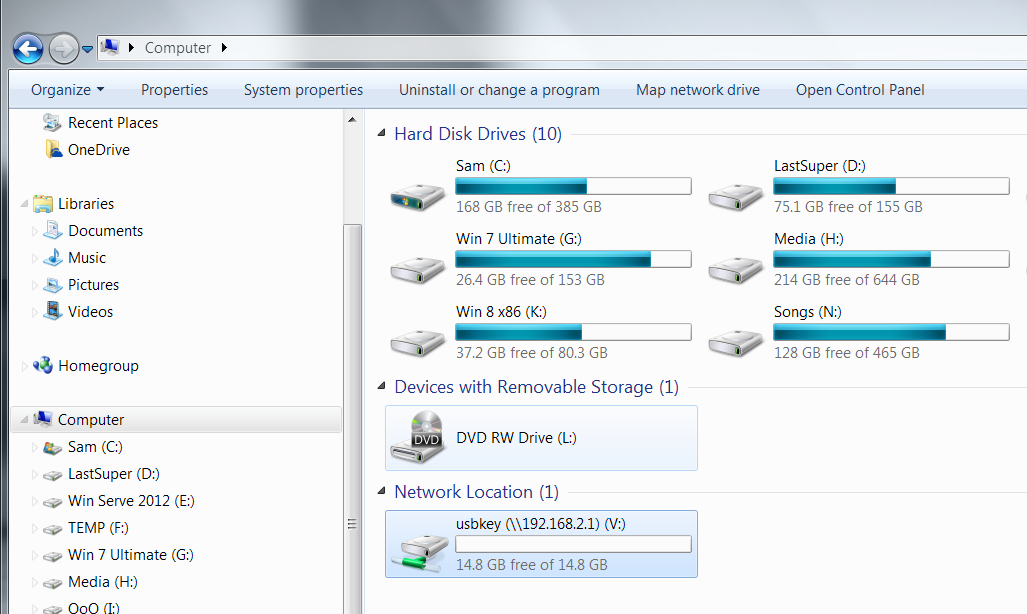 Computer
Organize
Properties
System properties
Uninstall or change a program
Map network drive
Open Control Panel
Recent Places
OneDrive
Libraries
Documents
Music
Pictures
Videos
Homegroup
Computer
Sam (C:)
LastSuper (D:)
Win Serve 2012 (E:)
TEMP (F:)
Win 7 Ultimate (G:)
Media (H:)
OoO (I:)
Hard Disk Drives (10)
Sam (C:)
168 GB free of 385 GB
LastSuper (D:)
75.1 GB free of 155 GB
Win 7 Ultimate (G:)
26.4 GB free of 153 GB
Media (H:)
214 GB free of 644 GB
Win 8 x86 (K:)
37.2 GB free of 80.3 GB
Songs (N:)
128 GB free of 465 GB
Devices with Removable Storage (1)
DVD
DVD RW Drive (L:)
Network Location (1)
usbkey (\\192.168.2.1) (V:)
14.8 GB free of 14.8 GB